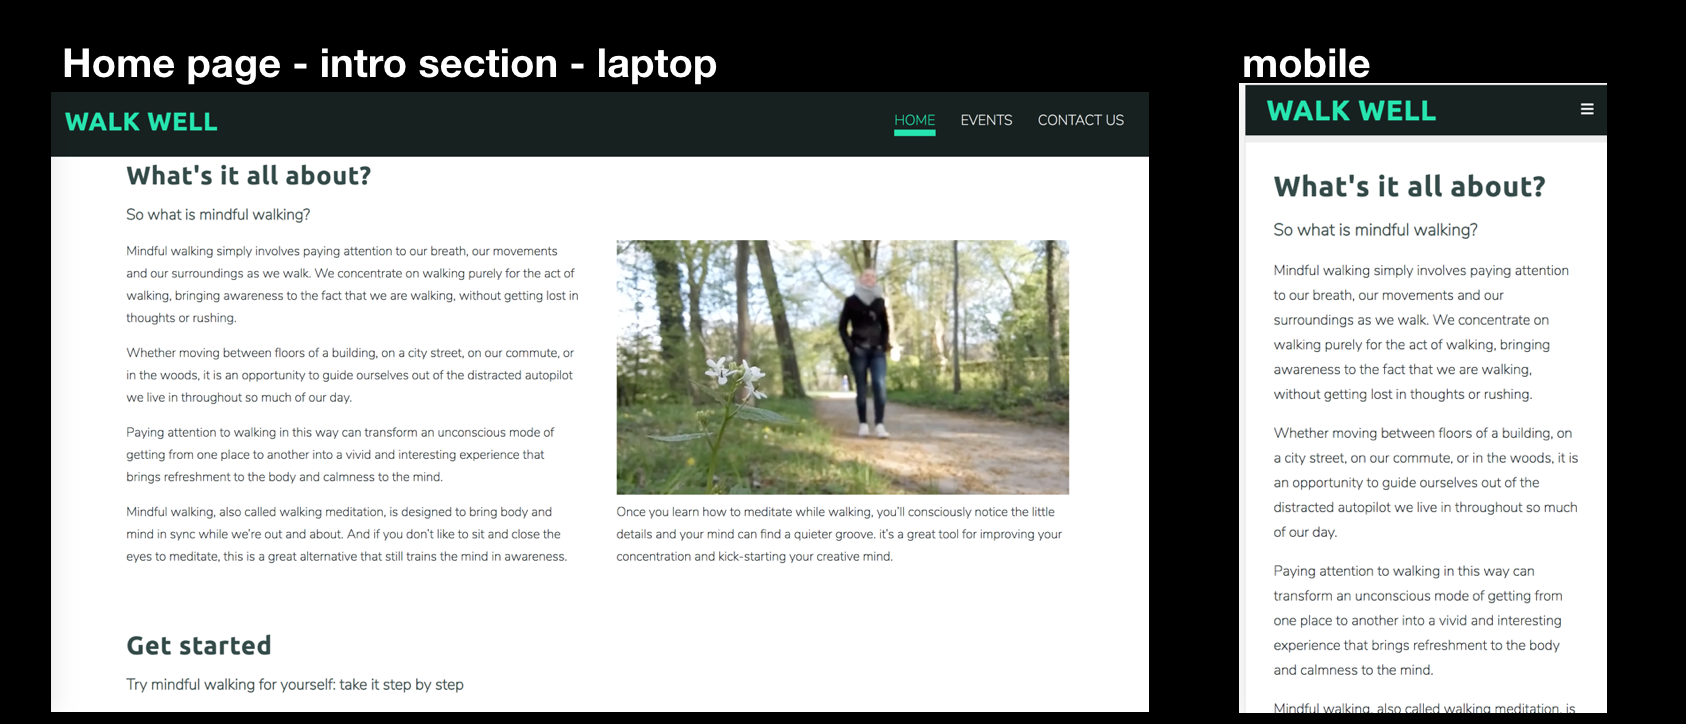 Home page - intro section - laptop
WALK WELL
HOME EVENTS CONTACT US
What's it all about?
So what is mindful walking?
Mindful walking simply involves paying attention to our breath, our movements
and our surroundings as we walk. We concentrate on walking purely for the act of
walking, bringing awareness to the fact that we are walking, without getting lost in
thoughts or rushing.
Whether moving between floors of a building, on a city street, on our commute, or
in the woods, it is an opportunity to guide ourselves out of the distracted autopilot
we live in throughout so much of our day.
Paying attention to walking in this way can transform an unconscious mode of
getting from one place to another into a vivid and interesting experience that
brings refreshment to the body and calmness to the mind.
Mindful walking, also called walking meditation, is designed to bring body and
mind in sync while we're out and about. And if you don't like to sit and close the
eyes to meditate, this is a great alternative that still trains the mind in awareness.
Once you learn how to meditate while walking, you'll consciously notice the little
details and your mind can find a quieter groove. it's a great tool for improving your
concentration and kick-starting your creative mind.
Get started
Try mindful walking for yourself: take it step by step
mobile
WALK WELL
What's it all about?
So what is mindful walking?
Mindful walking simply involves paying attention
to our breath, our movements and our
surroundings as we walk. We concentrate on
walking purely for the act of walking, bringing
awareness to the fact that we are walking,
without getting lost in thoughts or rushing.
Whether moving between floors of a building, on
a city street, on our commute, or in the woods, it is
an opportunity to guide ourselves out of the
distracted autopilot we live in throughout so much
of our day.
Paying attention to walking in this way can
transform an unconscious mode of getting from
one place to another into a vivid and interesting
experience that brings refreshment to the body
and calmness to the mind.
Mindful walking, also called walking meditation, is